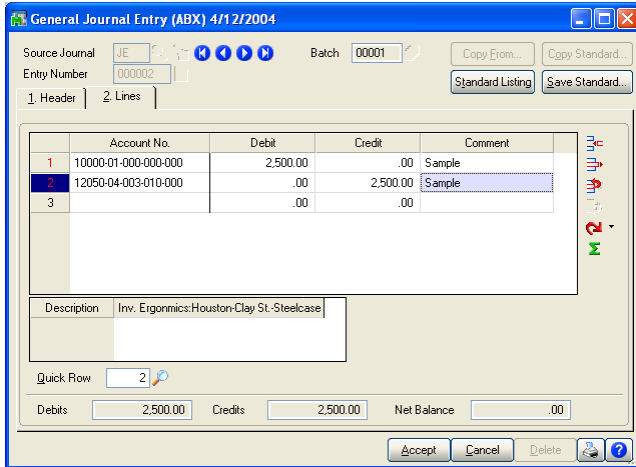 General Journal Entry (ABX) 4/12/2004
Source Journal JE Batch 00001 Copy From... Copy Standard...
Entry Number 000002 Standard Listing Save Standard...
1. Header 2. Lines
Account No. Debit Credit Comment
1 10000-01-000-000-000 2,500.00 .00 Sample
2 12050-04-003-010-000 .00 2,500.00 Sample
3 .00 .00
Description Inv. Ergonmics:Houston-Clay St.-Steelcase
Quick Row 2
Debits 2,500.00 Credits 2,500.00 Net Balance .00
Accept Cancel Delete